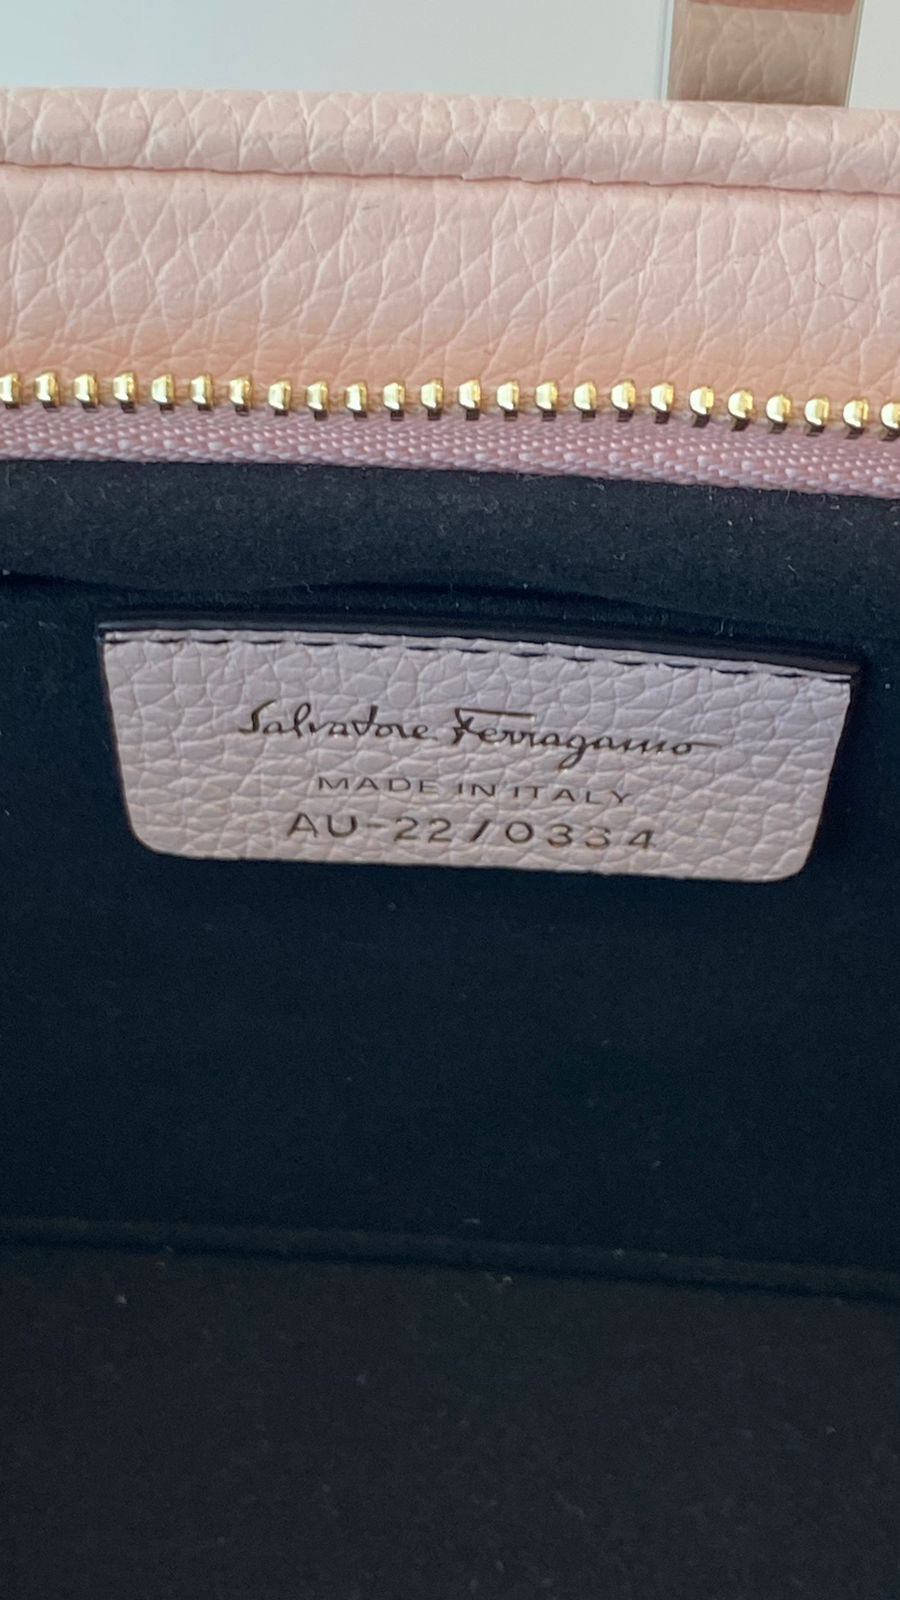 Salvatore Ferragamo
MADE IN ITALY
AU-22/0334